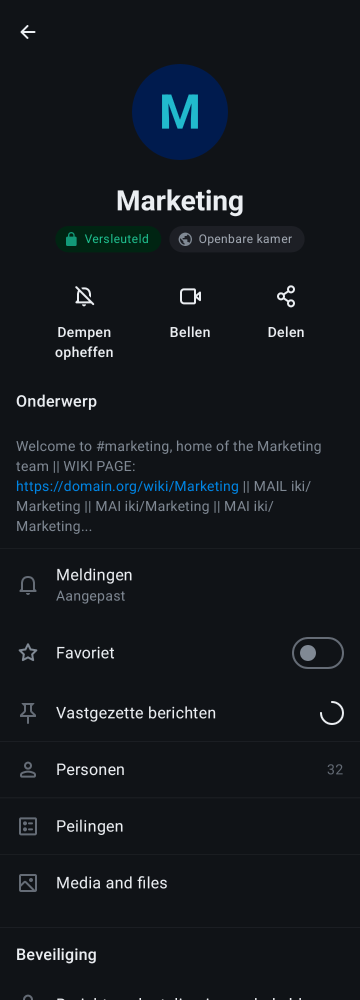 M
Marketing
Versleuteld
Openbare kamer
Dempen
opheffen
Bellen
Delen
Onderwerp
Welcome to #marketing, home of the Marketing
team || WIKI PAGE:
https://domain.org/wiki/Marketing || MAIL iki/
Marketing || MAI iki/Marketing || MAI iki/
Marketing...
Meldingen
Aangepast
Favoriet
Vastgezette berichten
Personen 32
Peilingen
Media and files
Beveiliging